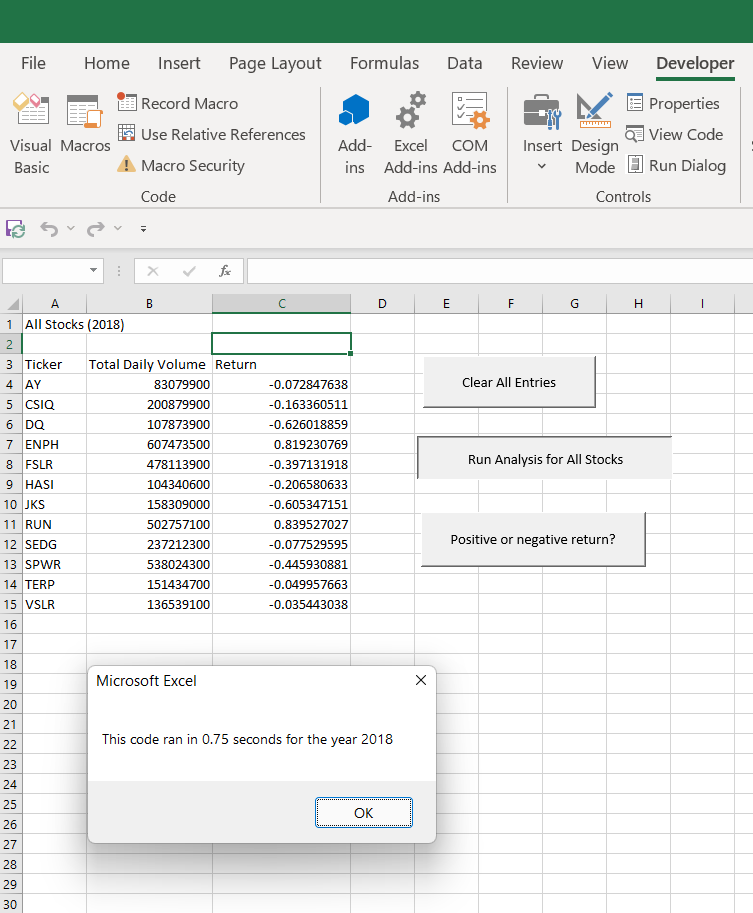 File Home Insert Page Layout Formulas Data Review View Developer
Visual Basic
Macros
Record Macro
Use Relative References
Macro Security
Code
Add-ins
Excel Add-ins
COM Add-ins
Add-ins
Insert
Design Mode
Properties
View Code
Run Dialog
Controls
fx
A B C D E F G H I
1 All Stocks (2018)
2
3 Ticker Total Daily Volume Return
4 AY 83079900 -0.072847638
5 CSIQ 200879900 -0.163360511
6 DQ 107873900 -0.626018859
7 ENPH 607473500 0.819230769
8 FSLR 478113900 -0.397131918
9 HASI 104340600 -0.206580633
10 JKS 158309000 -0.605347151
11 RUN 502757100 0.839527027
12 SEDG 237212300 -0.077529595
13 SPWR 538024300 -0.445930881
14 TERP 151434700 -0.049957663
15 VSLR 136539100 -0.035443038
Clear All Entries
Run Analysis for All Stocks
Positive or negative return?
16
17
18
19
20
21
22
23
24
25
26
27
28
29
30
Microsoft Excel
This code ran in 0.75 seconds for the year 2018
OK